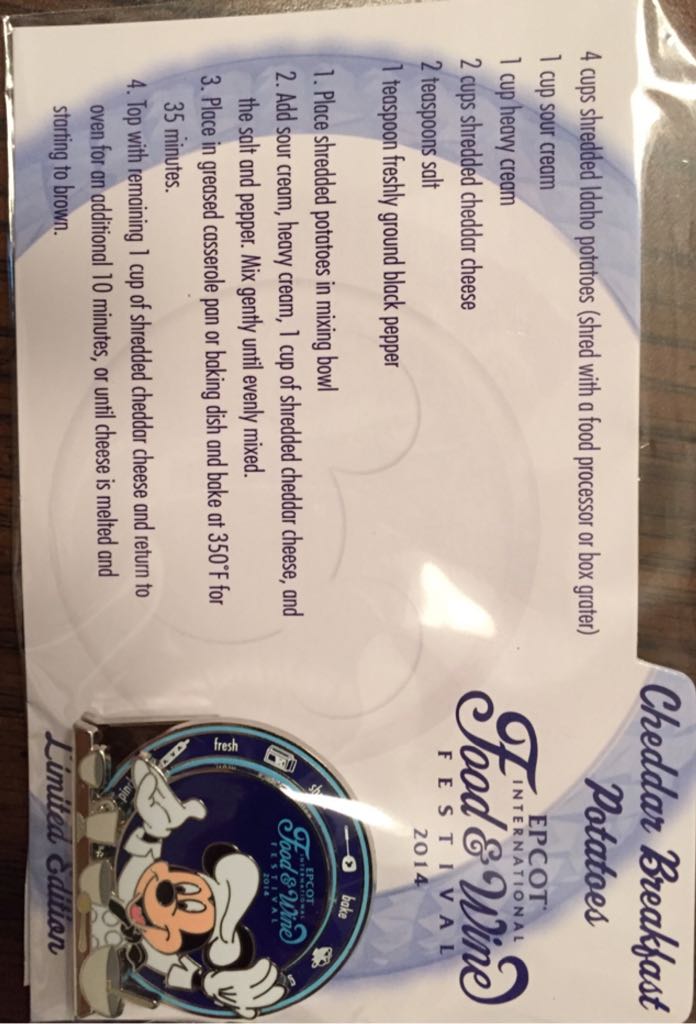 Cheddar Breakfast
Potatoes
4 cups shredded Idaho potatoes (shred with a food processor or box grater)
1 cup sour cream
1 cup heavy cream
2 cups shredded cheddar cheese
2 teaspoons salt
1 teaspoon freshly ground black pepper
1. Place shredded potatoes in mixing bowl
2. Add sour cream, heavy cream, 1 cup of shredded cheddar cheese, and
the salt and pepper. Mix gently until evenly mixed.
3. Place in greased casserole pan or baking dish and bake at 350°F for
35 minutes.
4. Top with remaining 1 cup of shredded cheddar cheese and return to
oven for an additional 10 minutes, or until cheese is melted and
starting to brown.
EPCOT
INTERNATIONAL
Food & Wine
FESTIVAL
2014
fresh
bake
EPCOT
INTERNATIONAL
Food & Wine
FESTIVAL
2014
Limited Edition